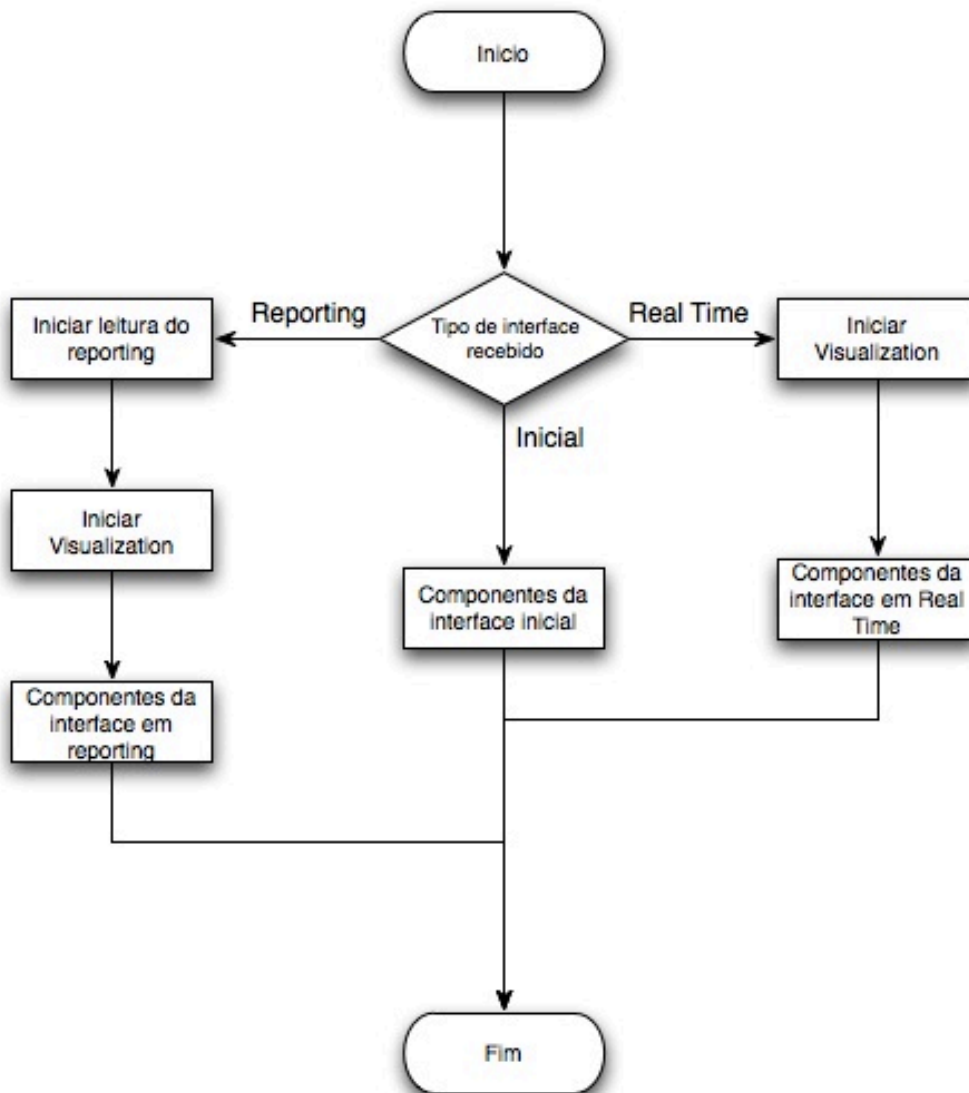 Inicio
Reporting
Tipo de interface
recebido
Real Time
Inicial
Iniciar leitura do
reporting
Iniciar
Visualization
Componentes da
interface em
reporting
Componentes da
interface inicial
Iniciar
Visualization
Componentes da
interface em Real
Time
Fim